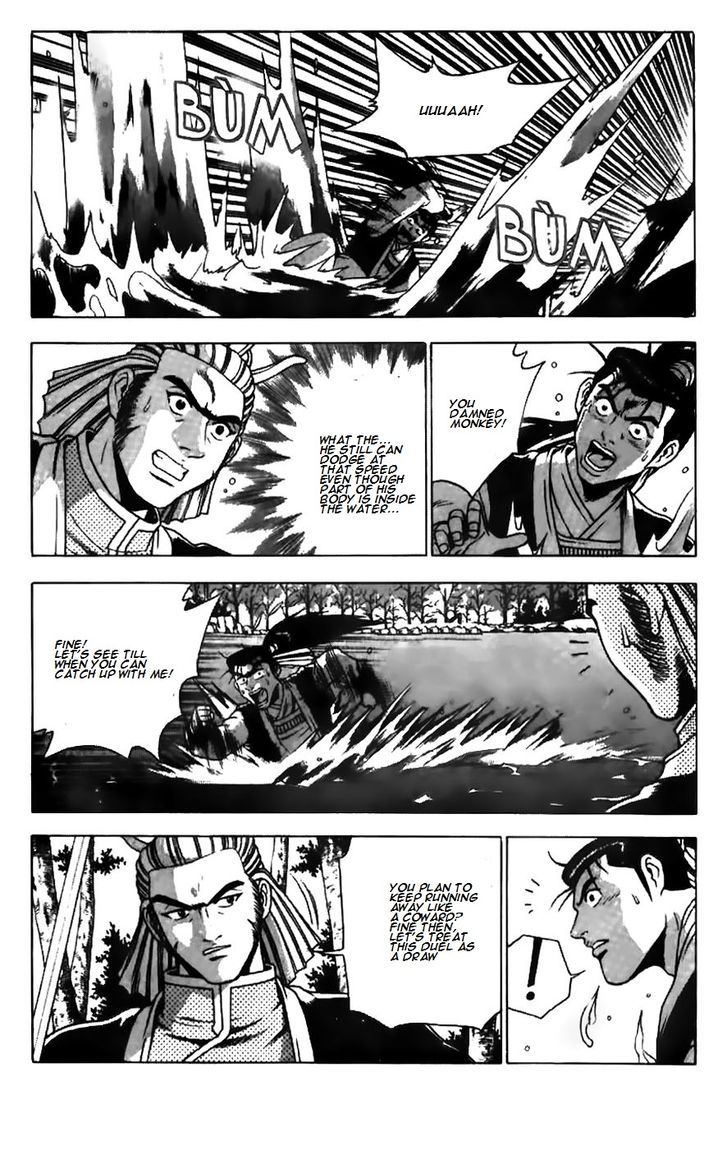 BÙM
UUUAAH!
BÙM
WHAT THE...
HE STILL CAN
DODGE AT
THAT SPEED
EVEN THOUGH
PART OF HIS
BODY IS INSIDE
THE WATER...
YOU
DAMNED
MONKEY!
FINE!
LET'S SEE TILL
WHEN YOU CAN
CATCH UP WITH ME!
YOU PLAN TO
KEEP RUNNING
AWAY LIKE
A COWARD?
FINE THEN,
LET'S TREAT
THIS DUEL AS
A DRAW
!